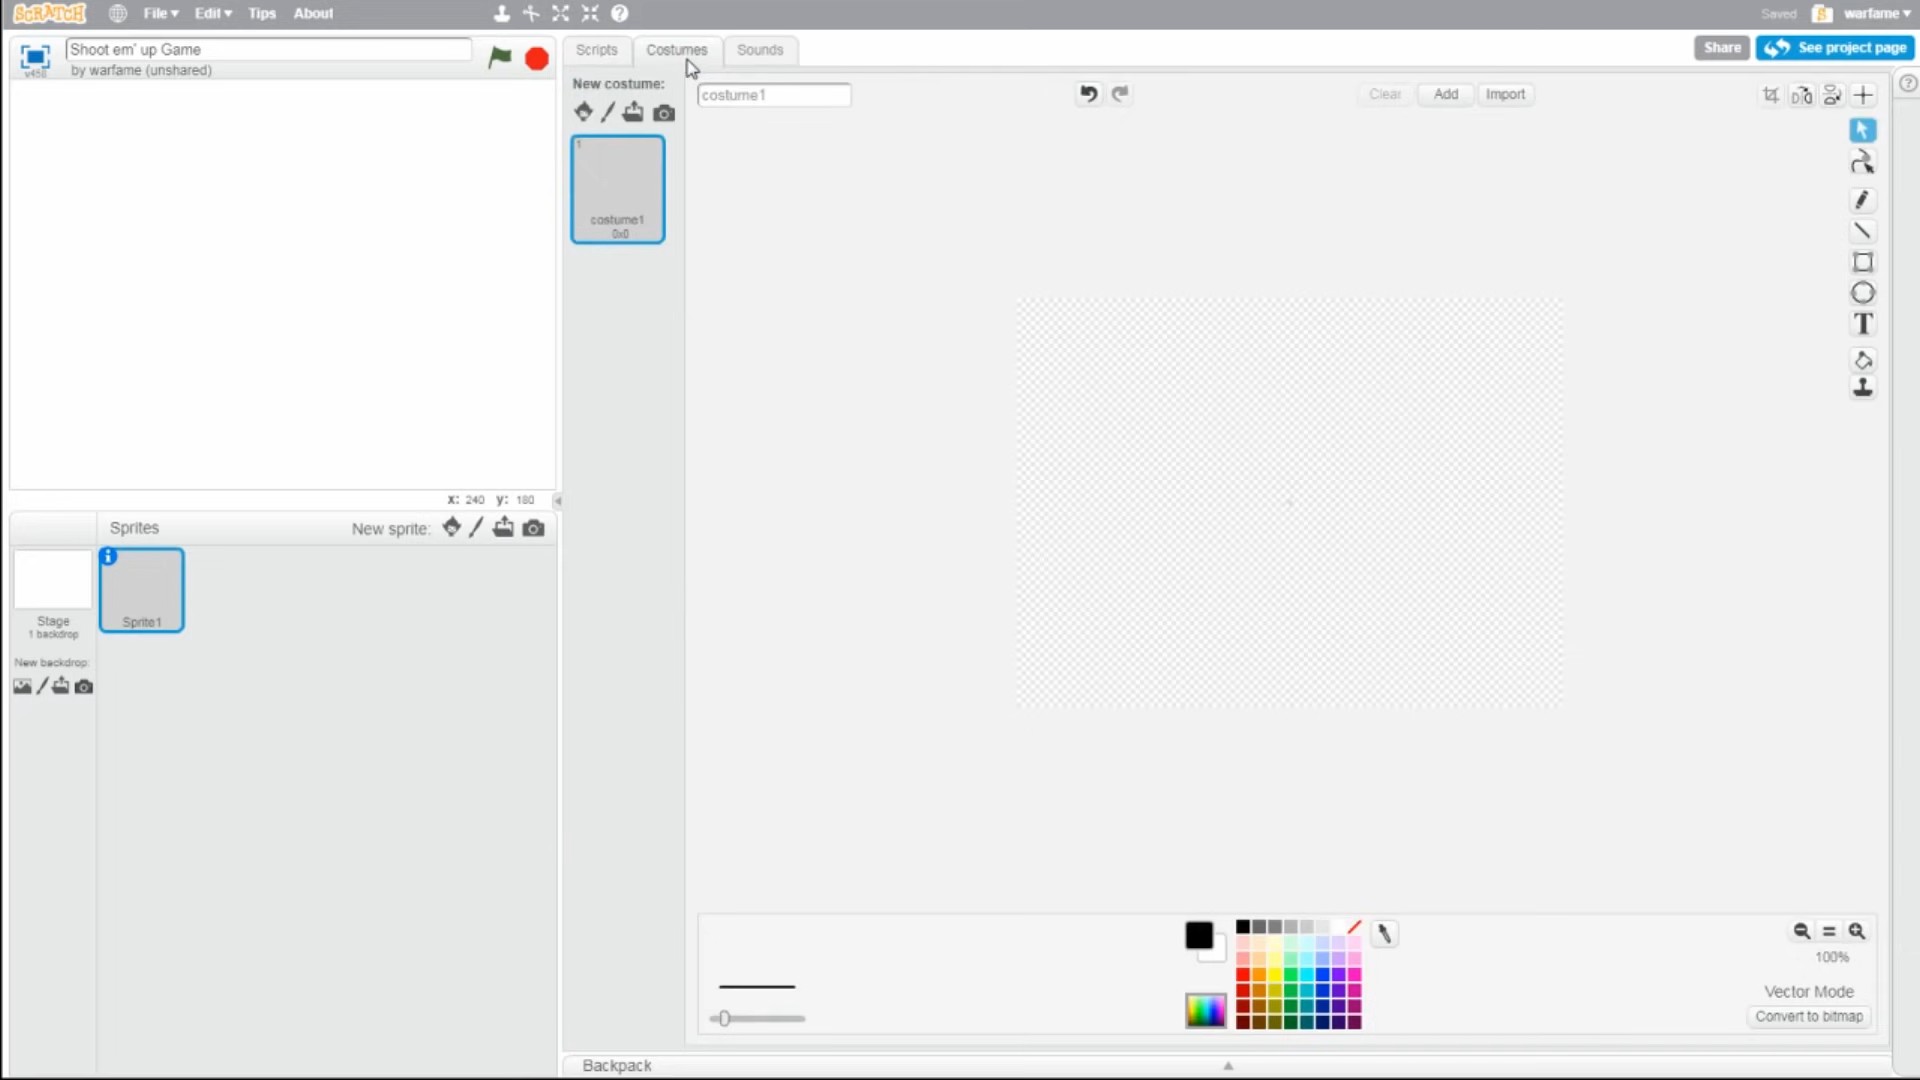 SCRATCH File▾ Edit▾ Tips About Saved warfame ▾
Shoot em' up Game
by warfame (unshared)
v458
Scripts Costumes Sounds
Share See project page
New costume:
costume1
Clear Add Import
1
costume1
0x0
T
x: 240 y: 180
Sprites New sprite:
Sprite1
Stage
1 backdrop
New backdrop:
100%
Vector Mode
Convert to bitmap
Backpack